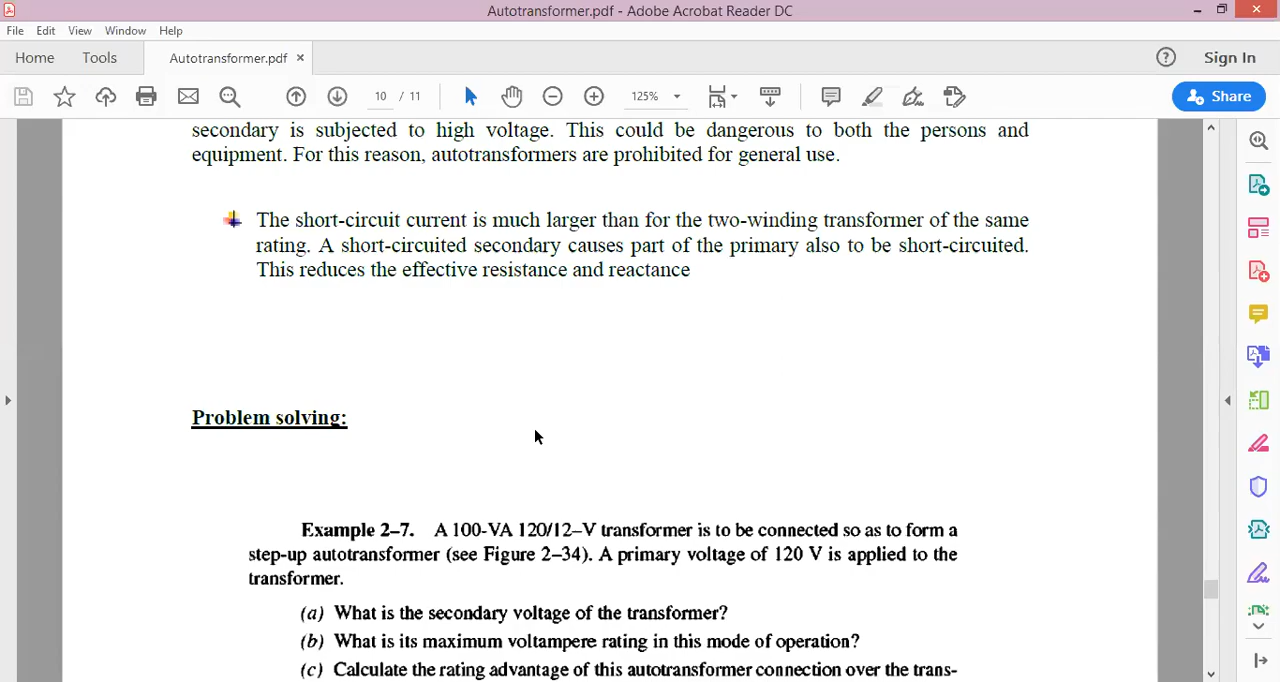 Autotransformer.pdf - Adobe Acrobat Reader DC
File Edit View Window Help
Home Tools Autotransformer.pdf × Sign In
10 / 11 125% Share
secondary is subjected to high voltage. This could be dangerous to both the persons and
equipment. For this reason, autotransformers are prohibited for general use.
The short-circuit current is much larger than for the two-winding transformer of the same
rating. A short-circuited secondary causes part of the primary also to be short-circuited.
This reduces the effective resistance and reactance
Problem solving:
Example 2–7. A 100-VA 120/12–V transformer is to be connected so as to form a
step-up autotransformer (see Figure 2–34). A primary voltage of 120 V is applied to the
transformer.
(a) What is the secondary voltage of the transformer?
(b) What is its maximum voltampere rating in this mode of operation?
(c) Calculate the rating advantage of this autotransformer connection over the trans-